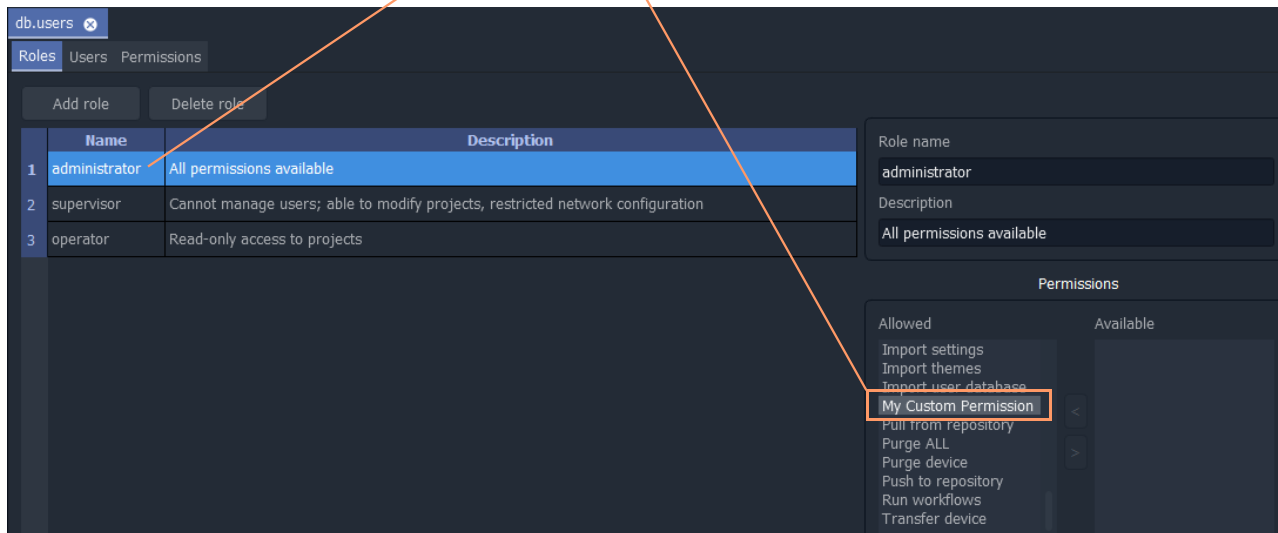 db.users
Roles Users Permissions
Add role Delete role
Name Description
1 administrator All permissions available
2 supervisor Cannot manage users; able to modify projects, restricted network configuration
3 operator Read-only access to projects
Role name
administrator
Description
All permissions available
Permissions
Allowed Available
Import settings
Import themes
Import user database
My Custom Permission
Pull from repository
Purge ALL
Purge device
Push to repository
Run workflows
Transfer device
<
>